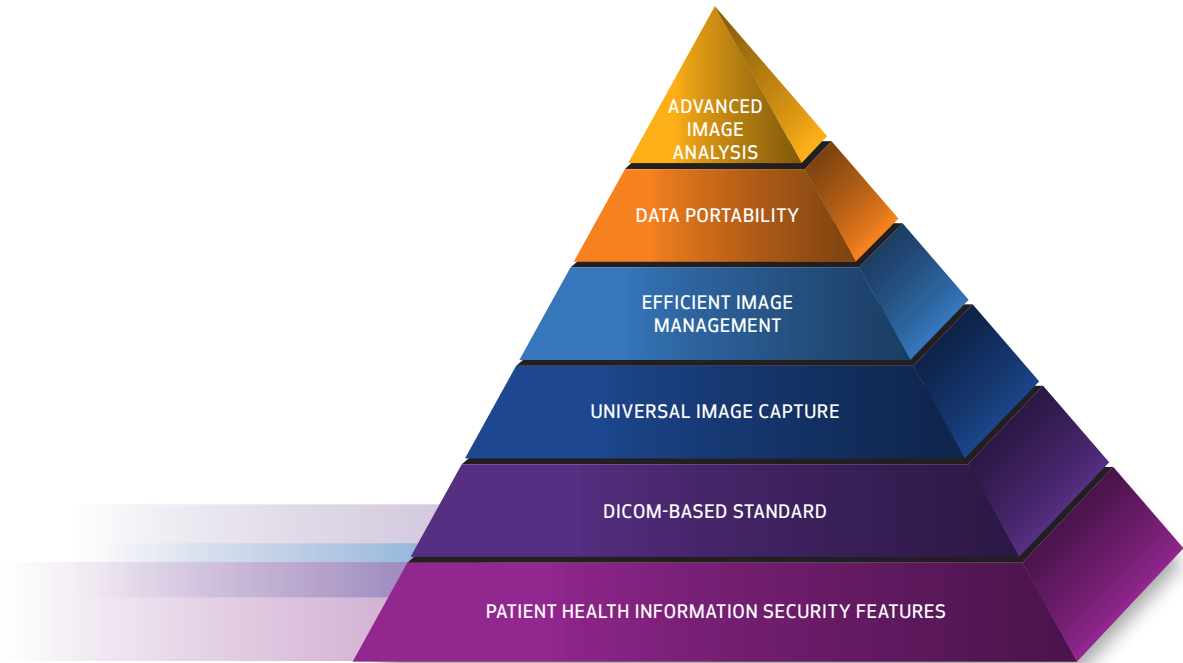 ADVANCED
IMAGE
ANALYSIS
DATA PORTABILITY
EFFICIENT IMAGE
MANAGEMENT
UNIVERSAL IMAGE CAPTURE
DICOM-BASED STANDARD
PATIENT HEALTH INFORMATION SECURITY FEATURES